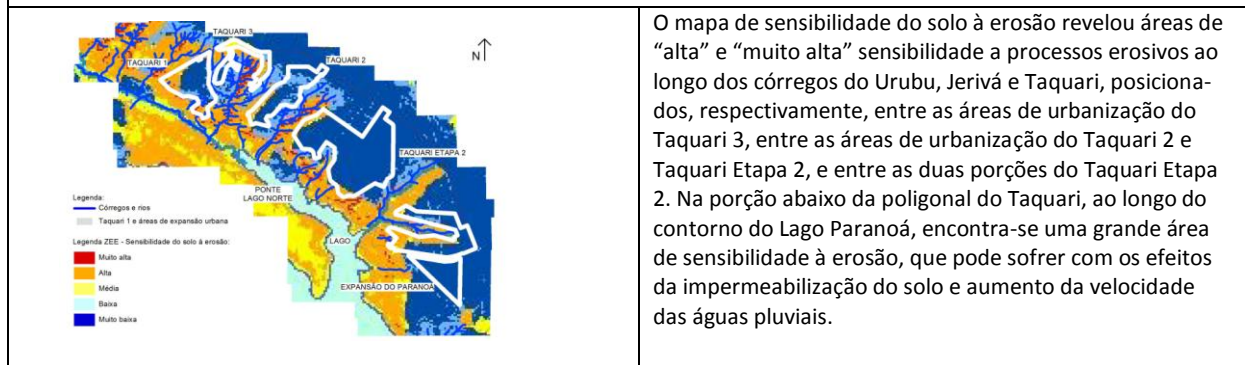 TAQUARI 3
N
TAQUARI 1
TAQUARI 2
TAQUARI ETAPA 2
PONTE
LAGO NORTE
LAGO
EXPANSÃO DO PARANOÁ
Legenda:
Córregos e rios
Taquari 1 e áreas de expansão urbana
Legenda ZEE - Sensibilidade do solo à erosão:
Muito alta
Alta
Média
Baixa
Muito baixa
O mapa de sensibilidade do solo à erosão revelou áreas de
“alta” e “muito alta” sensibilidade a processos erosivos ao
longo dos córregos do Urubu, Jerivá e Taquari, posiciona-
dos, respectivamente, entre as áreas de urbanização do
Taquari 3, entre as áreas de urbanização do Taquari 2 e
Taquari Etapa 2, e entre as duas porções do Taquari Etapa
2. Na porção abaixo da poligonal do Taquari, ao longo do
contorno do Lago Paranoá, encontra-se uma grande área
de sensibilidade à erosão, que pode sofrer com os efeitos
da impermeabilização do solo e aumento da velocidade
das águas pluviais.